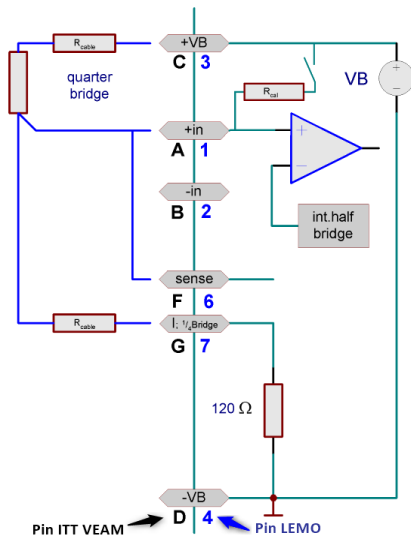 Rcable
+VB
C 3
quarter
bridge
VB
Rcal
+in
A 1
-in
B 2
int.half
bridge
sense
F 6
I; 1/4Bridge
Rcable
G 7
120 Ω
-VB
D 4
Pin ITT VEAM
Pin LEMO
+
-
+
-